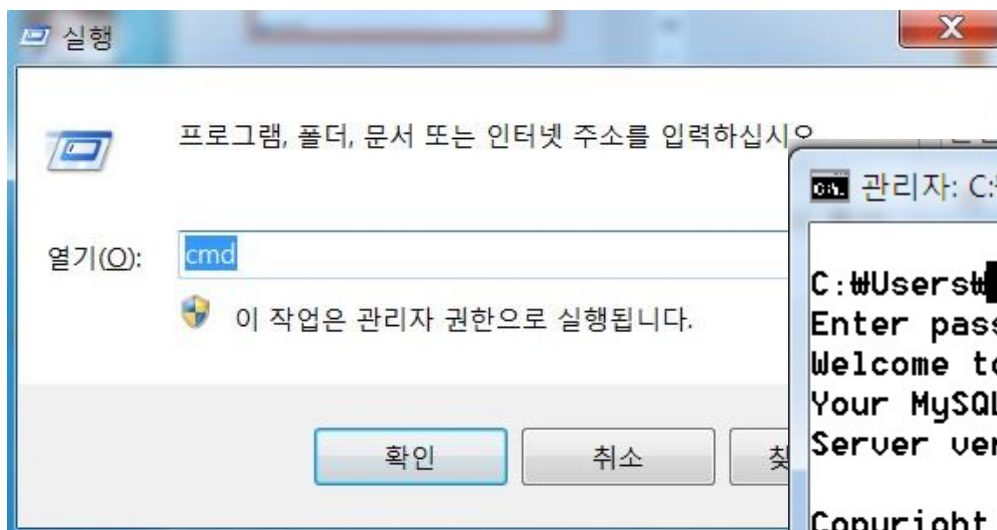 실행
X
프로그램, 폴더, 문서 또는 인터넷 주소를 입력하십시오
열기(O):
cmd
이 작업은 관리자 권한으로 실행됩니다.
확인
취소
찾
C:\.
관리자: C:
C:₩Users₩
Enter pass
Welcome to
Your MySQL
Server ver
Copyright